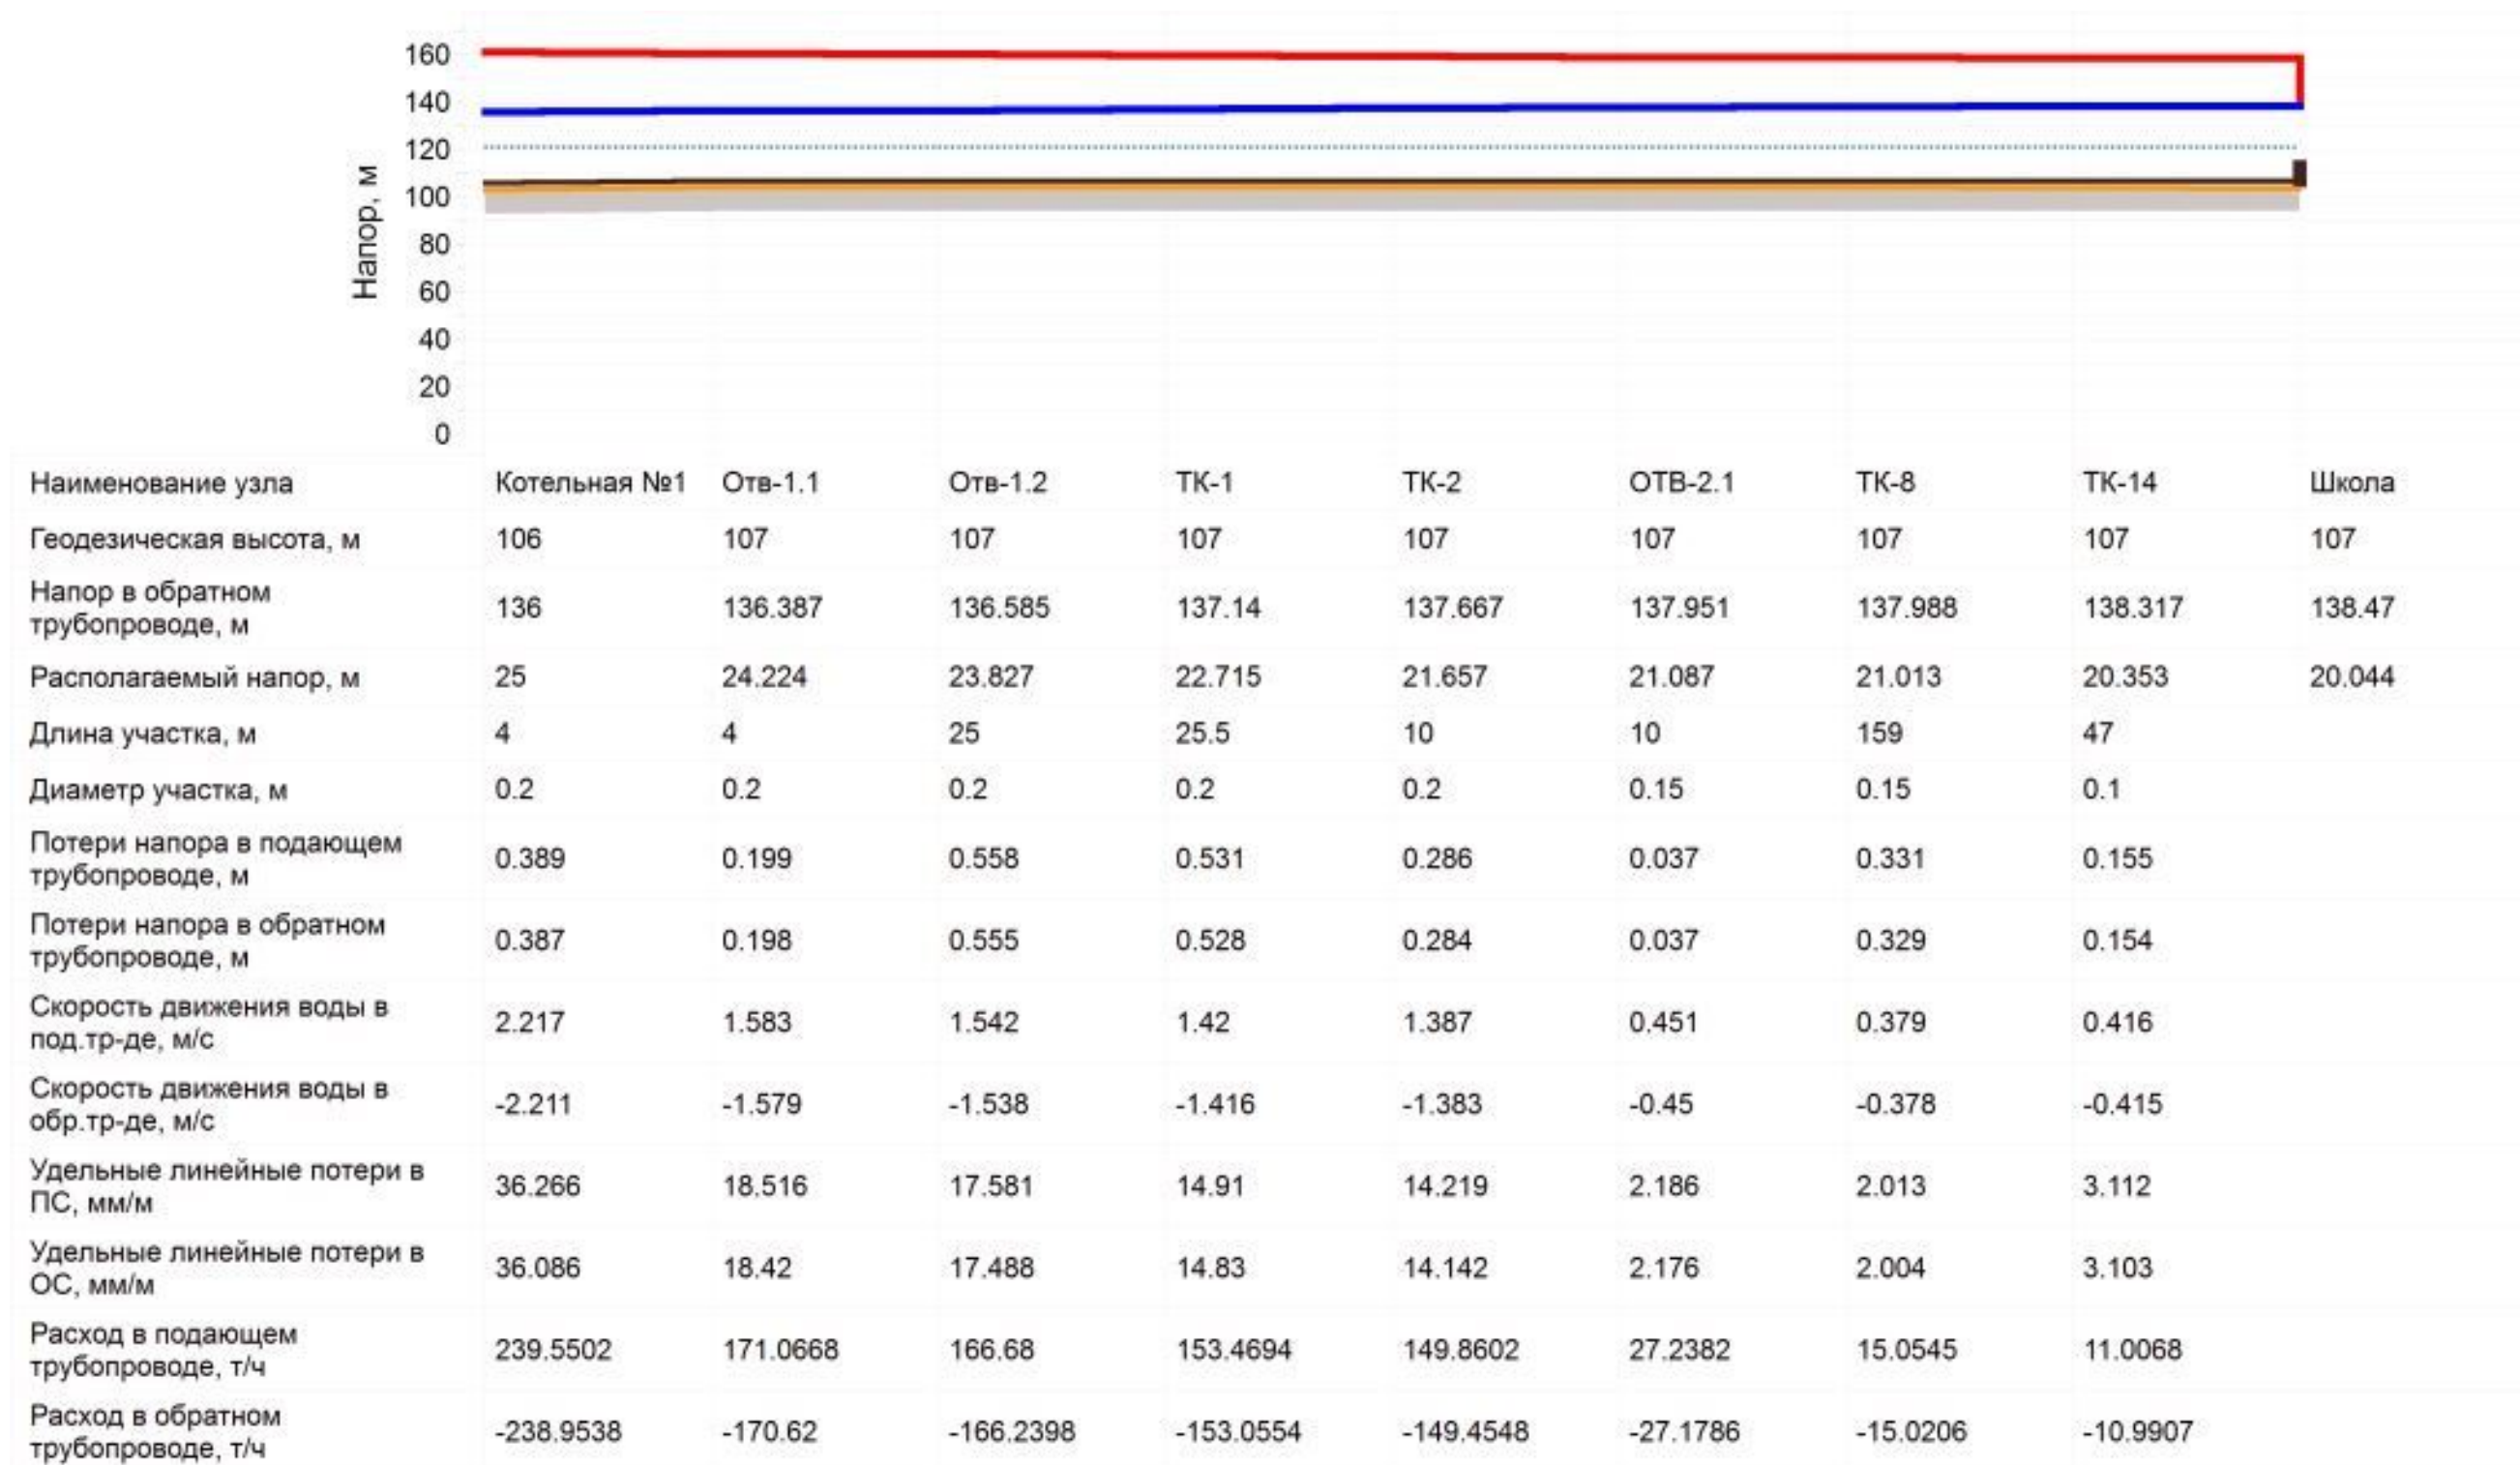 160
140
120
100
80
60
40
20
0
Напор, м
Наименование узла Котельная №1 Отв-1.1 Отв-1.2 ТК-1 ТК-2 ОТВ-2.1 ТК-8 ТК-14 Школа
Геодезическая высота, м 106 107 107 107 107 107 107 107 107
Напор в обратном
трубопроводе, м 136 136.387 136.585 137.14 137.667 137.951 137.988 138.317 138.47
Располагаемый напор, м 25 24.224 23.827 22.715 21.657 21.087 21.013 20.353 20.044
Длина участка, м 4 4 25 25.5 10 10 159 47
Диаметр участка, м 0.2 0.2 0.2 0.2 0.2 0.15 0.15 0.1
Потери напора в подающем
трубопроводе, м 0.389 0.199 0.558 0.531 0.286 0.037 0.331 0.155
Потери напора в обратном
трубопроводе, м 0.387 0.198 0.555 0.528 0.284 0.037 0.329 0.154
Скорость движения воды в
под.тр-де, м/с 2.217 1.583 1.542 1.42 1.387 0.451 0.379 0.416
Скорость движения воды в
обр.тр-де, м/с -2.211 -1.579 -1.538 -1.416 -1.383 -0.45 -0.378 -0.415
Удельные линейные потери в
ПС, мм/м 36.266 18.516 17.581 14.91 14.219 2.186 2.013 3.112
Удельные линейные потери в
ОС, мм/м 36.086 18.42 17.488 14.83 14.142 2.176 2.004 3.103
Расход в подающем
трубопроводе, т/ч 239.5502 171.0668 166.68 153.4694 149.8602 27.2382 15.0545 11.0068
Расход в обратном
трубопроводе, т/ч -238.9538 -170.62 -166.2398 -153.0554 -149.4548 -27.1786 -15.0206 -10.9907